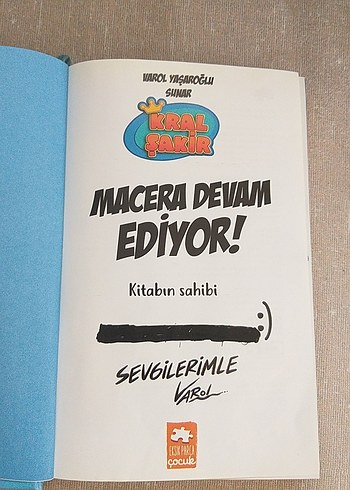 VAROL YAŞAROĞLU
SUNAR
KRAL
ŞAKİR
MACERA DEVAM
EDİYOR!
Kitabın sahibi
:)
SEVGİLERİMLE
VAROL
EKSİK PARÇA
çocuk